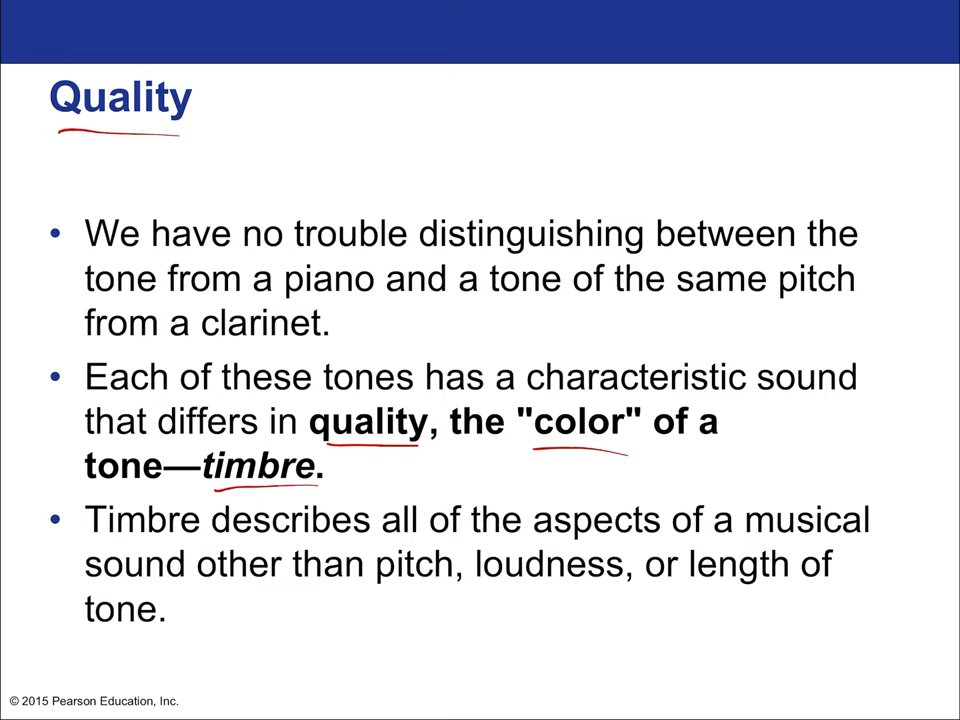 Quality
• We have no trouble distinguishing between the
tone from a piano and a tone of the same pitch
from a clarinet.
• Each of these tones has a characteristic sound
that differs in quality, the "color" of a
tone—timbre.
• Timbre describes all of the aspects of a musical
sound other than pitch, loudness, or length of
tone.
© 2015 Pearson Education, Inc.